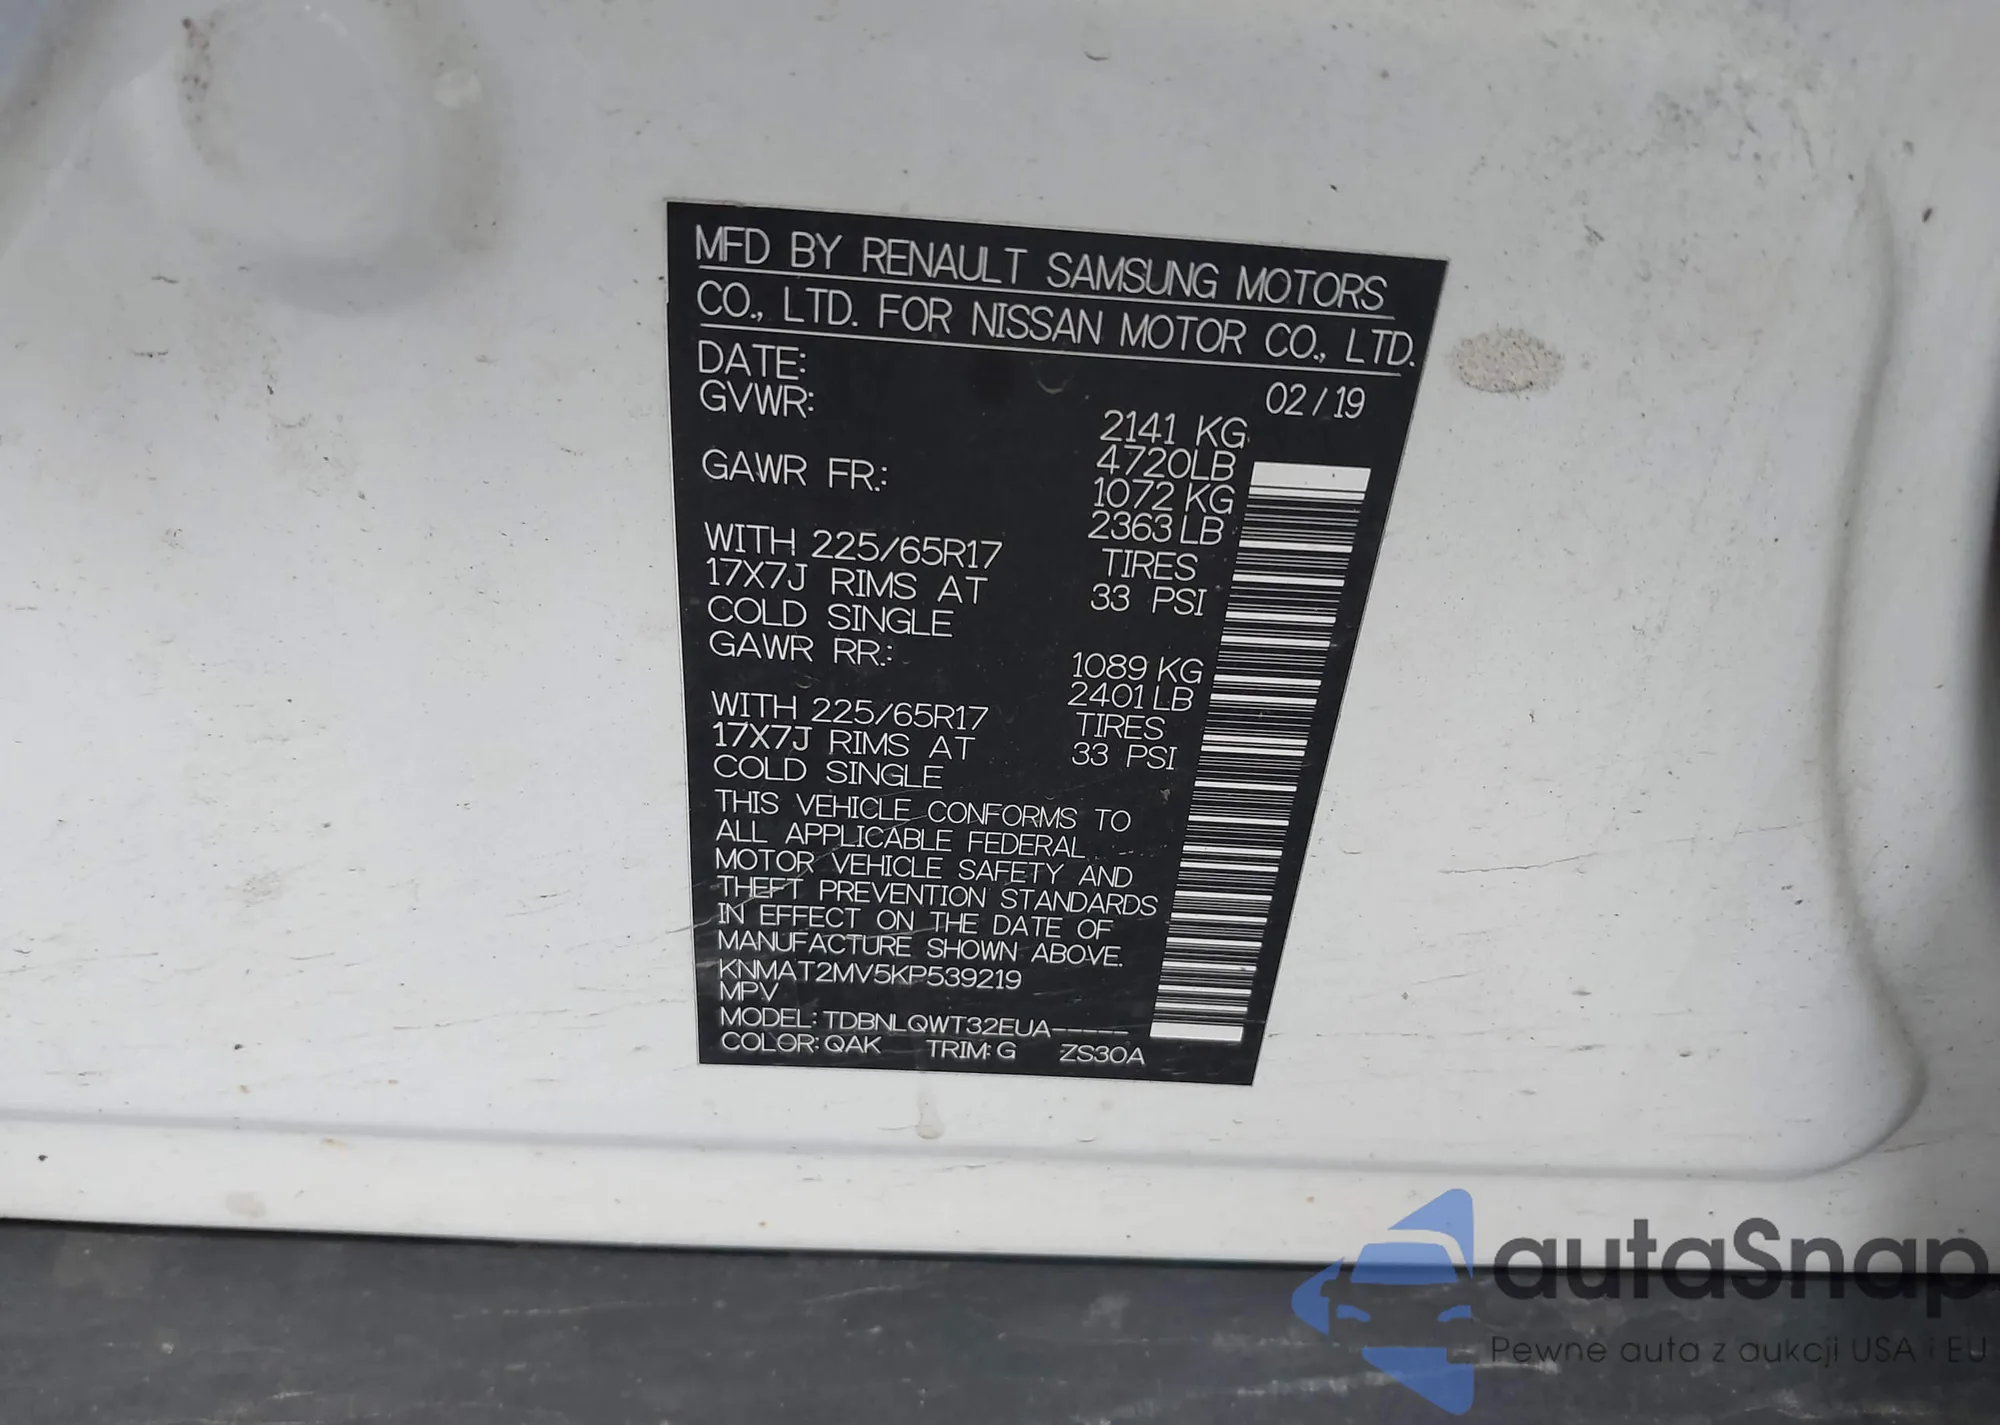 MFD BY RENAULT SAMSUNG MOTORS
CO., LTD. FOR NISSAN MOTOR CO., LTD.
DATE: 02/19
GVWR: 2141 KG
4720LB
GAWR FR.: 1072 KG
2363 LB
WITH 225/65R17 TIRES
17X7J RIMS AT 33 PSI
COLD SINGLE
GAWR RR.: 1089 KG
2401 LB
WITH 225/65R17 TIRES
17X7J RIMS AT 33 PSI
COLD SINGLE
THIS VEHICLE CONFORMS TO
ALL APPLICABLE FEDERAL
MOTOR VEHICLE SAFETY AND
THEFT PREVENTION STANDARDS
IN EFFECT ON THE DATE OF
MANUFACTURE SHOWN ABOVE.
KNMAT2MV5KP539219
MPV
MODEL: TDBNLQWT32EUA-----
COLOR: QAK TRIM: G ZS30A
autaSnap
Pewne auta z aukcji USA i EU